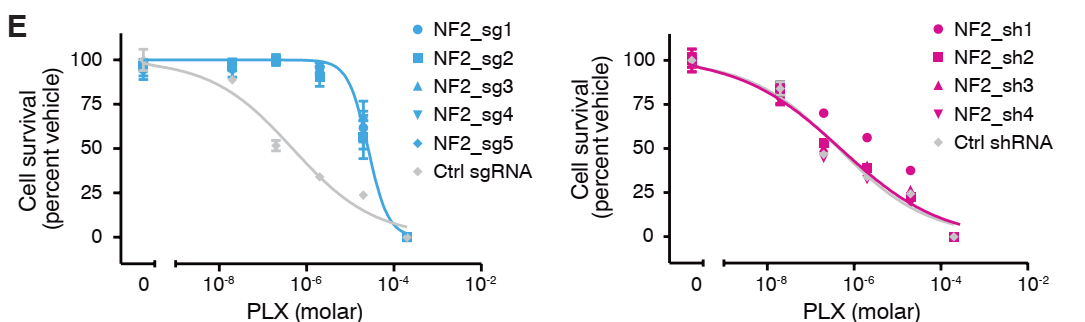 E
Cell survival
(percent vehicle)
100
75
50
25
0
0
10-8
10-6
10-4
10-2
PLX (molar)
NF2_sg1
NF2_sg2
NF2_sg3
NF2_sg4
NF2_sg5
Ctrl sgRNA
Cell survival
(percent vehicle)
100
75
50
25
0
0
10-8
10-6
10-4
10-2
PLX (molar)
NF2_sh1
NF2_sh2
NF2_sh3
NF2_sh4
Ctrl shRNA